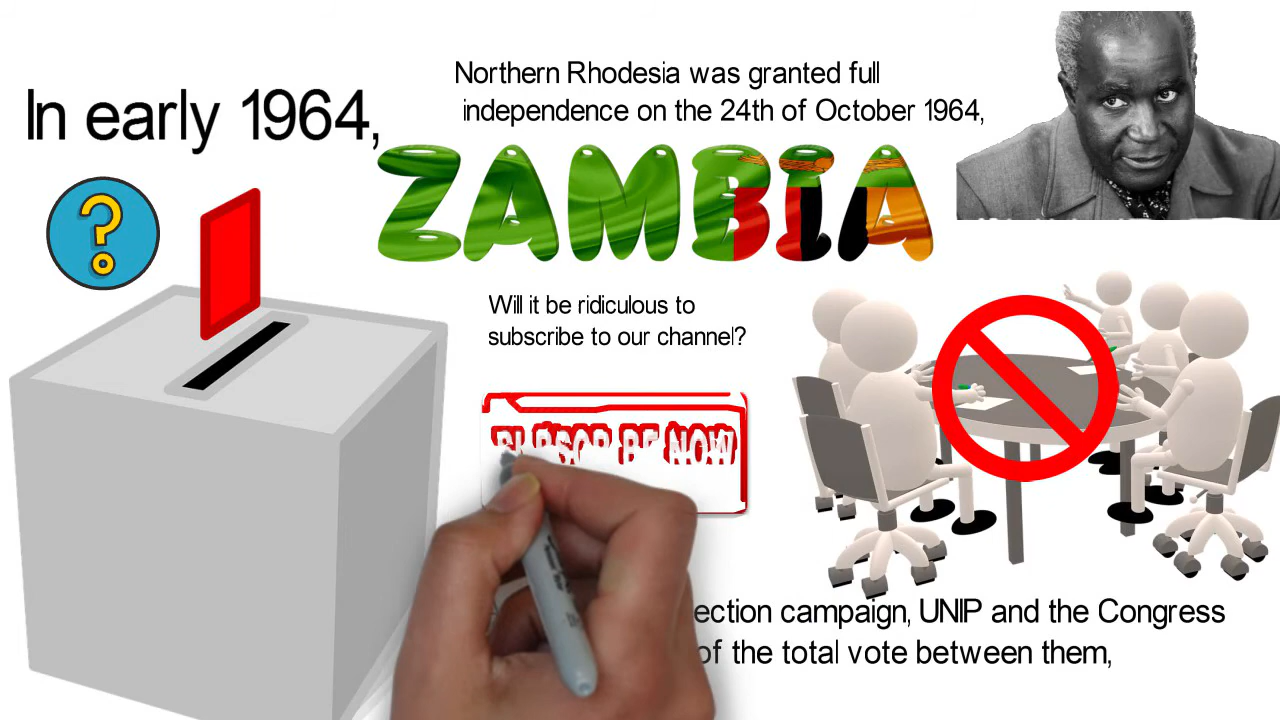 In early 1964,
Northern Rhodesia was granted full
independence on the 24th of October 1964,
ZAMBIA
Will it be ridiculous to
subscribe to our channel?
NOW
campaign, UNIP and the Congress
of the total vote between them,